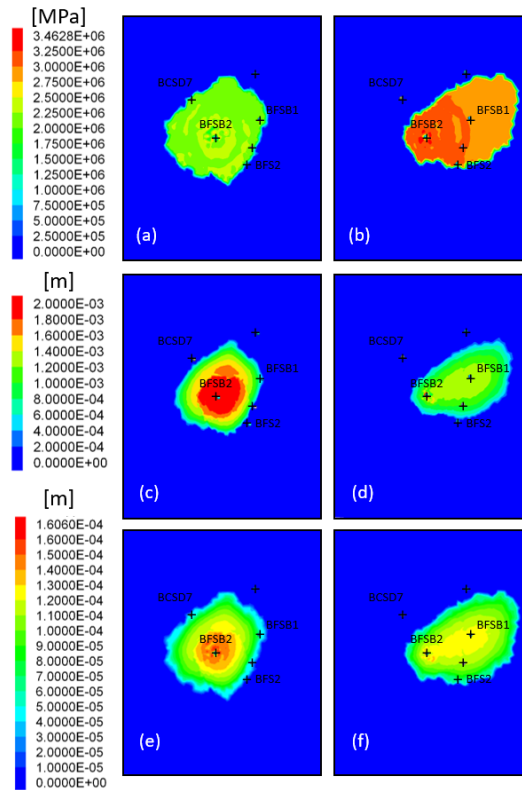 [MPa]
3.4628E+06
3.2500E+06
3.0000E+06
2.7500E+06
2.5000E+06
2.2500E+06
2.0000E+06
1.7500E+06
1.5000E+06
1.2500E+06
1.0000E+06
7.5000E+05
5.0000E+05
2.5000E+05
0.0000E+00
BCSD7
BFSB2
BFSB1
BFS2
(a)
BCSD7
BFSB2
BFSB1
BFS2
(b)
[m]
2.0000E-03
1.8000E-03
1.6000E-03
1.4000E-03
1.2000E-03
1.0000E-03
8.0000E-04
6.0000E-04
4.0000E-04
2.0000E-04
0.0000E+00
BCSD7
BFSB2
BFSB1
BFS2
(c)
BCSD7
BFSB2
BFSB1
BFS2
(d)
[m]
1.6060E-04
1.6000E-04
1.5000E-04
1.4000E-04
1.3000E-04
1.2000E-04
1.1000E-04
1.0000E-04
9.0000E-05
8.0000E-05
7.0000E-05
6.0000E-05
5.0000E-05
4.0000E-05
3.0000E-05
2.0000E-05
1.0000E-05
0.0000E+00
BCSD7
BFSB2
BFSB1
BFS2
(e)
BCSD7
BFSB2
BFSB1
BFS2
(f)